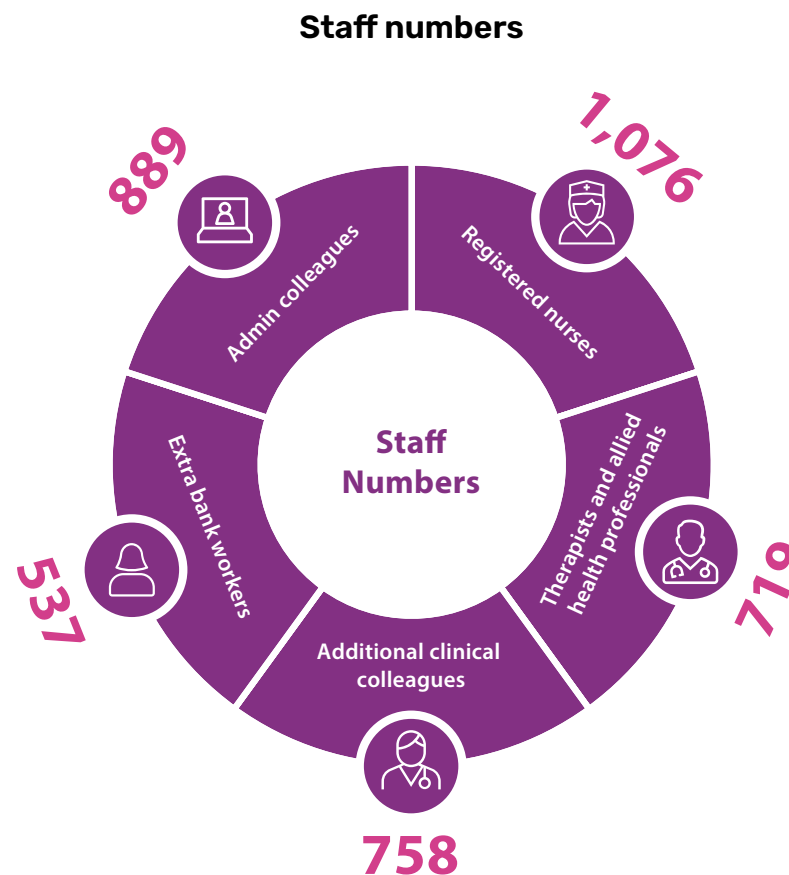 Staff numbers
889
1,076
Admin colleagues
Registered nurses
Staff
Numbers
Extra bank workers
Therapists and allied
health professionals
537
719
Additional clinical
colleagues
758